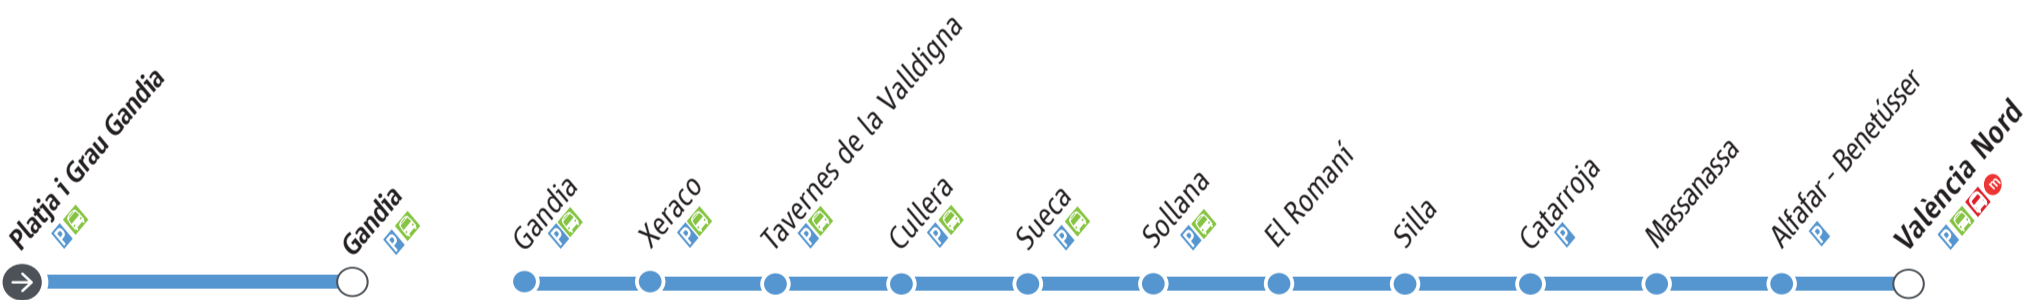 Platja i Grau Gandia
P
Gandia
P
Gandia
P
Xeraco
P
Tavernes de la Valldigna
P
Cullera
P
Sueca
P
Sollana
P
El Romaní
Silla
Catarroja
P
Massanassa
Alfafar - Benetússer
P
València Nord
P m